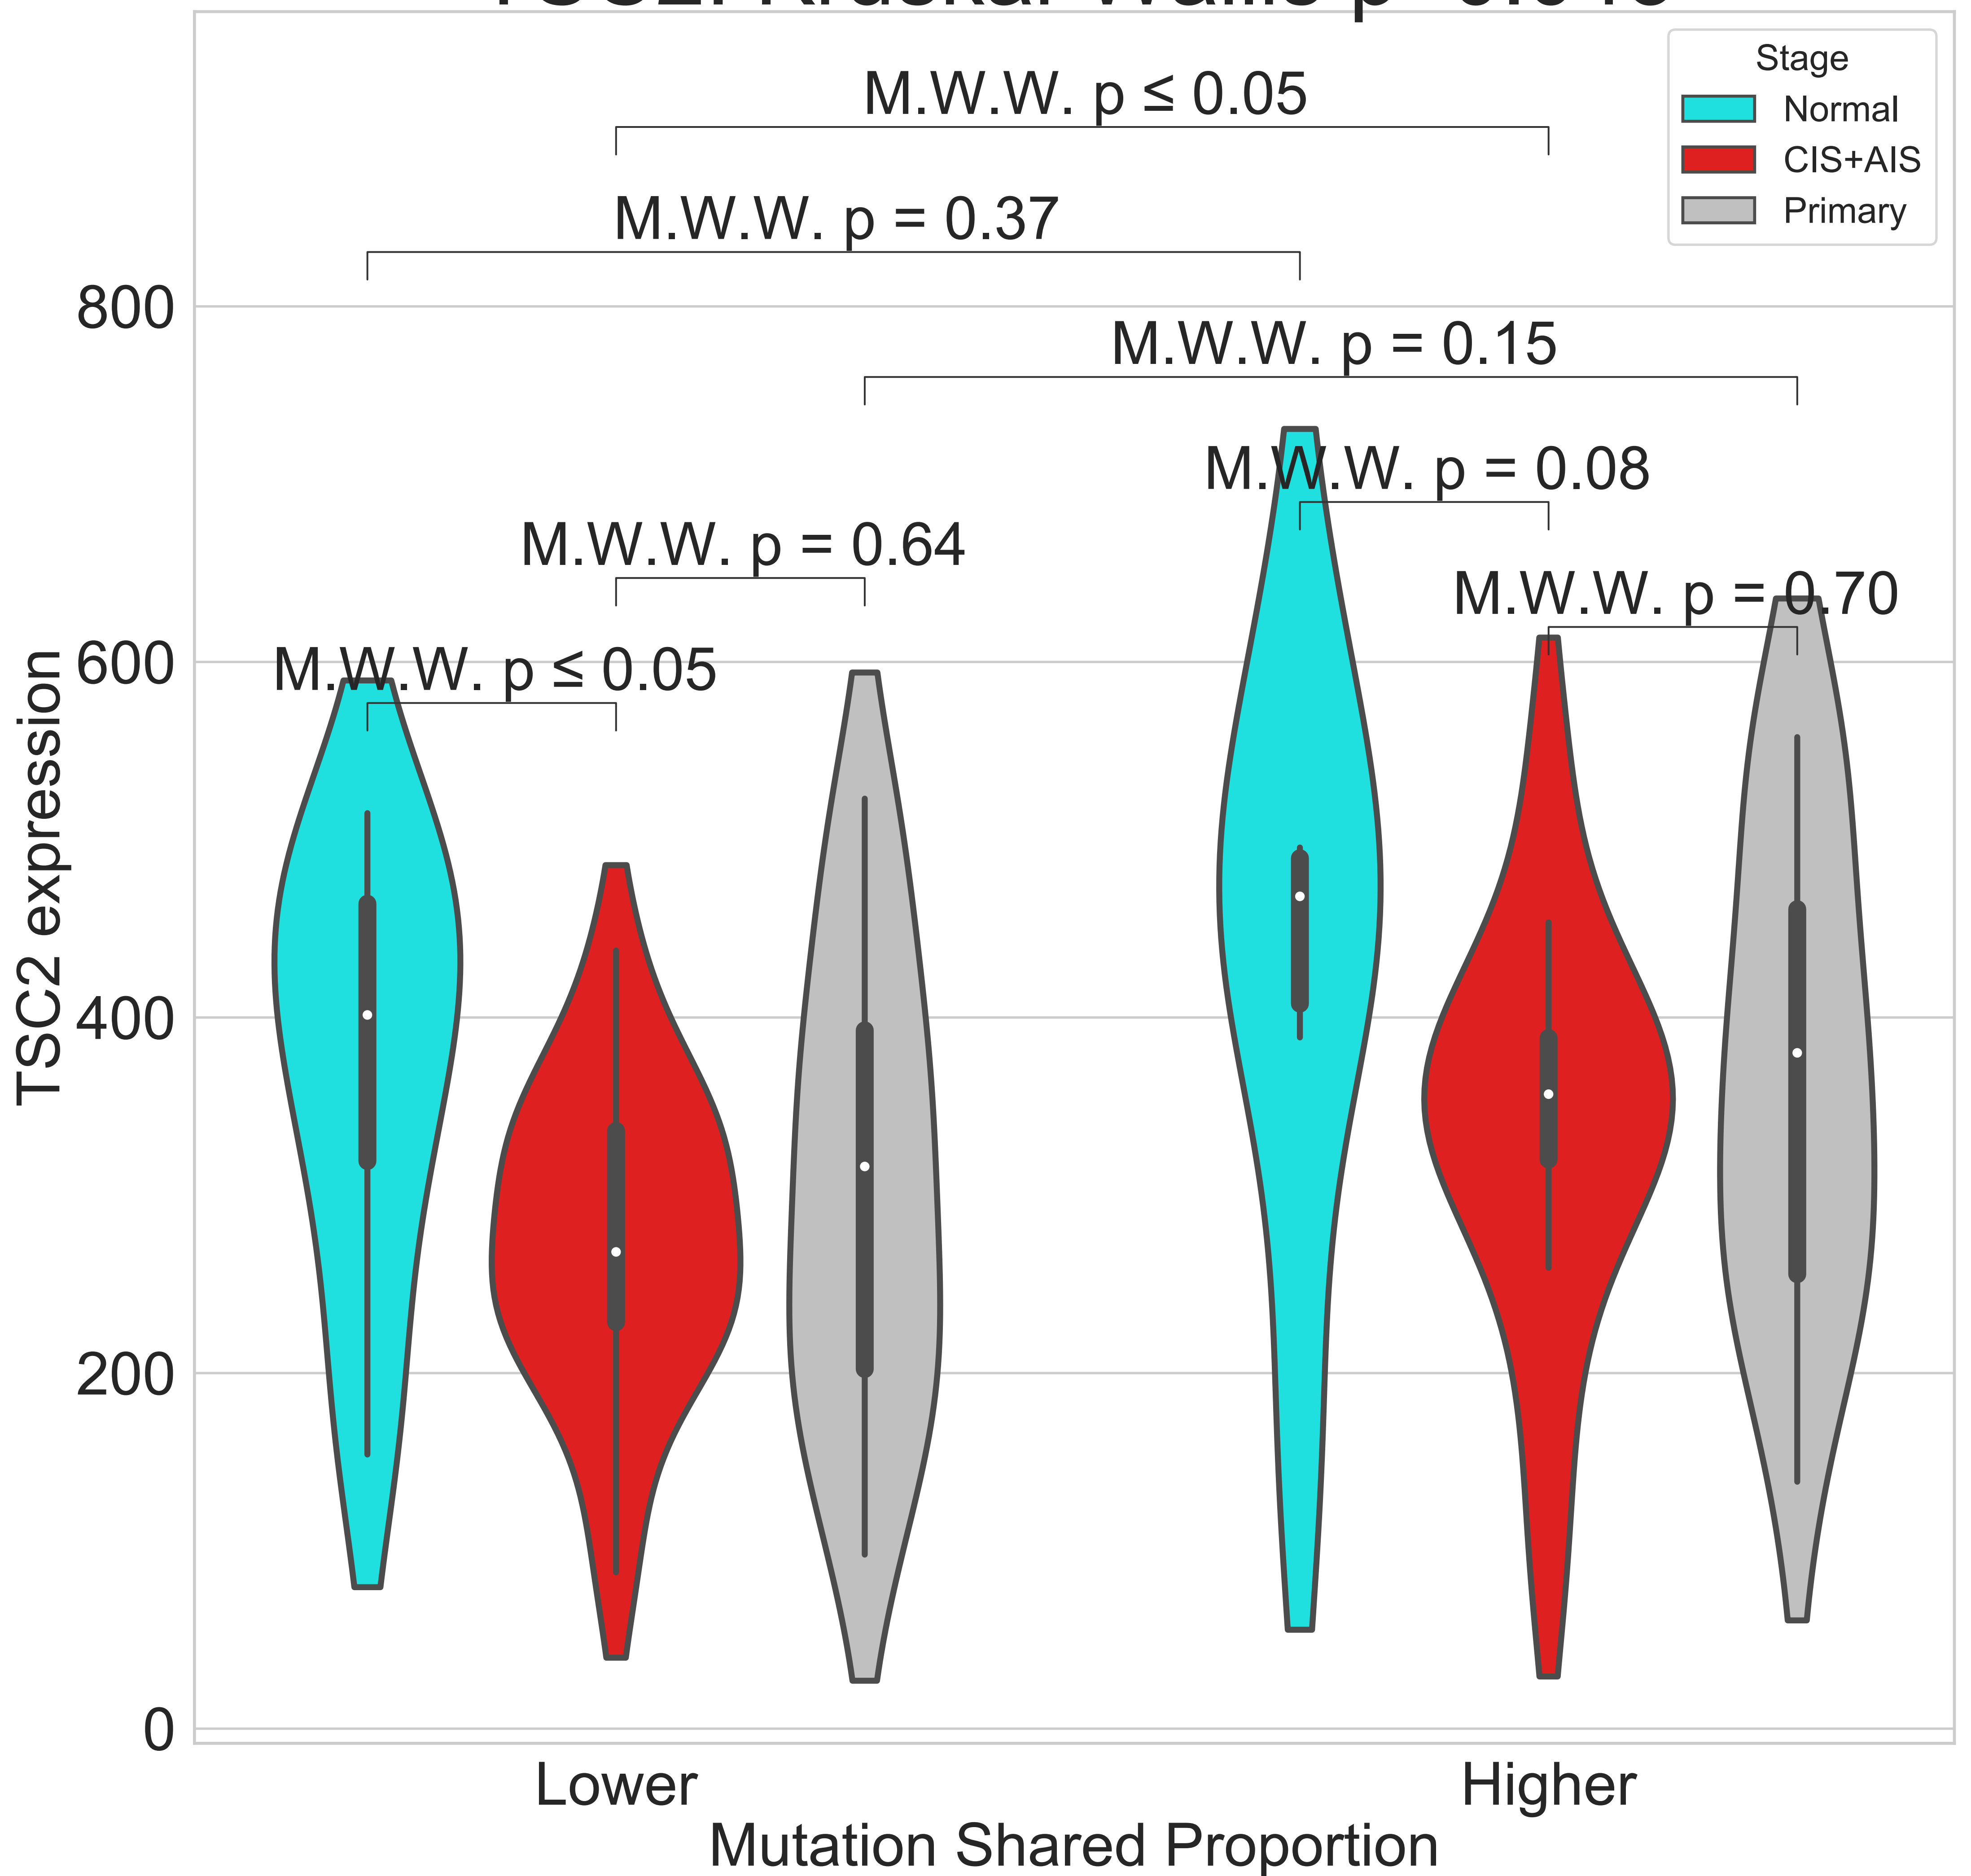 Stage
Normal
CIS+AIS
Primary
M.W.W. p ≤ 0.05
M.W.W. p = 0.37
M.W.W. p = 0.15
M.W.W. p = 0.08
M.W.W. p = 0.64
M.W.W. p = 0.70
M.W.W. p ≤ 0.05
800
600
400
200
0
TSC2 expression
Lower
Higher
Mutation Shared Proportion